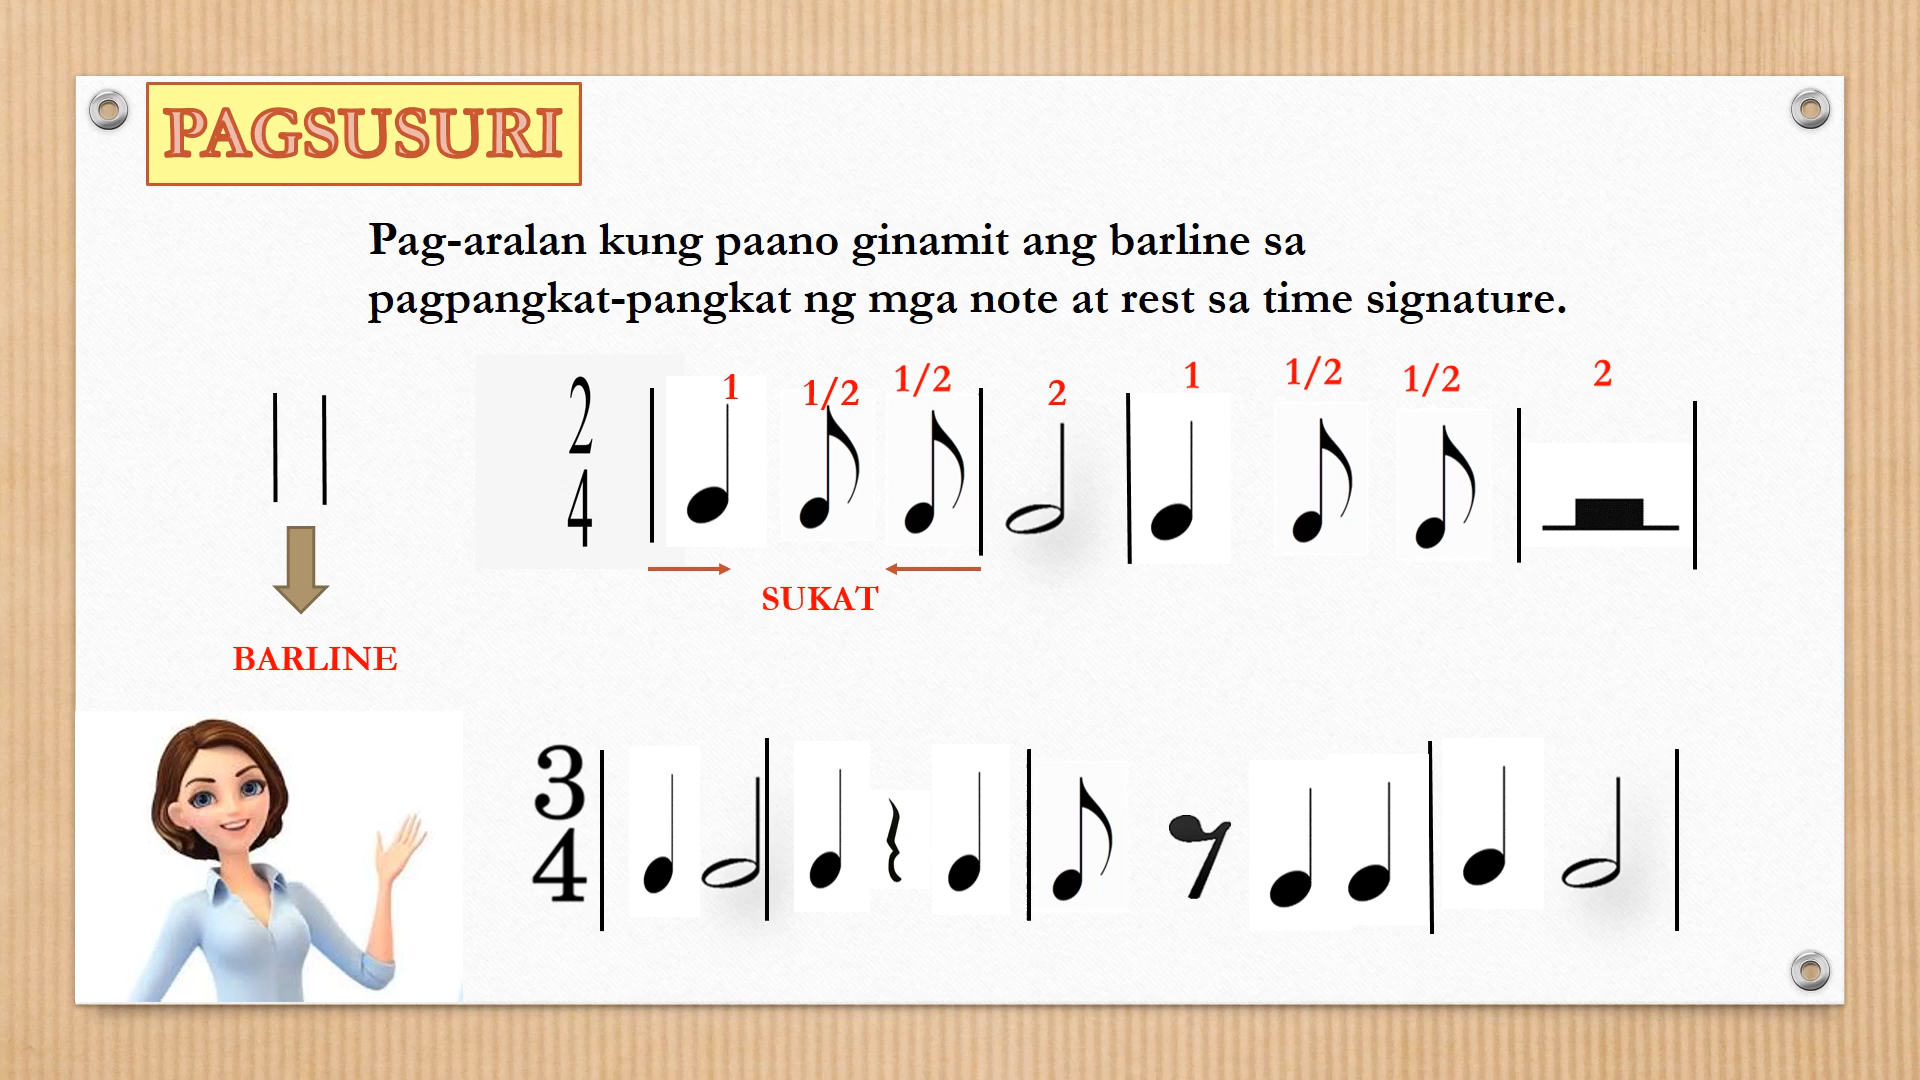 PAGSUSURI
Pag-aralan kung paano ginamit ang barline sa
pagpangkat-pangkat ng mga note at rest sa time signature.
1 1/2 1/2 2 1 1/2 1/2 2
2
4
SUKAT
BARLINE
3
4